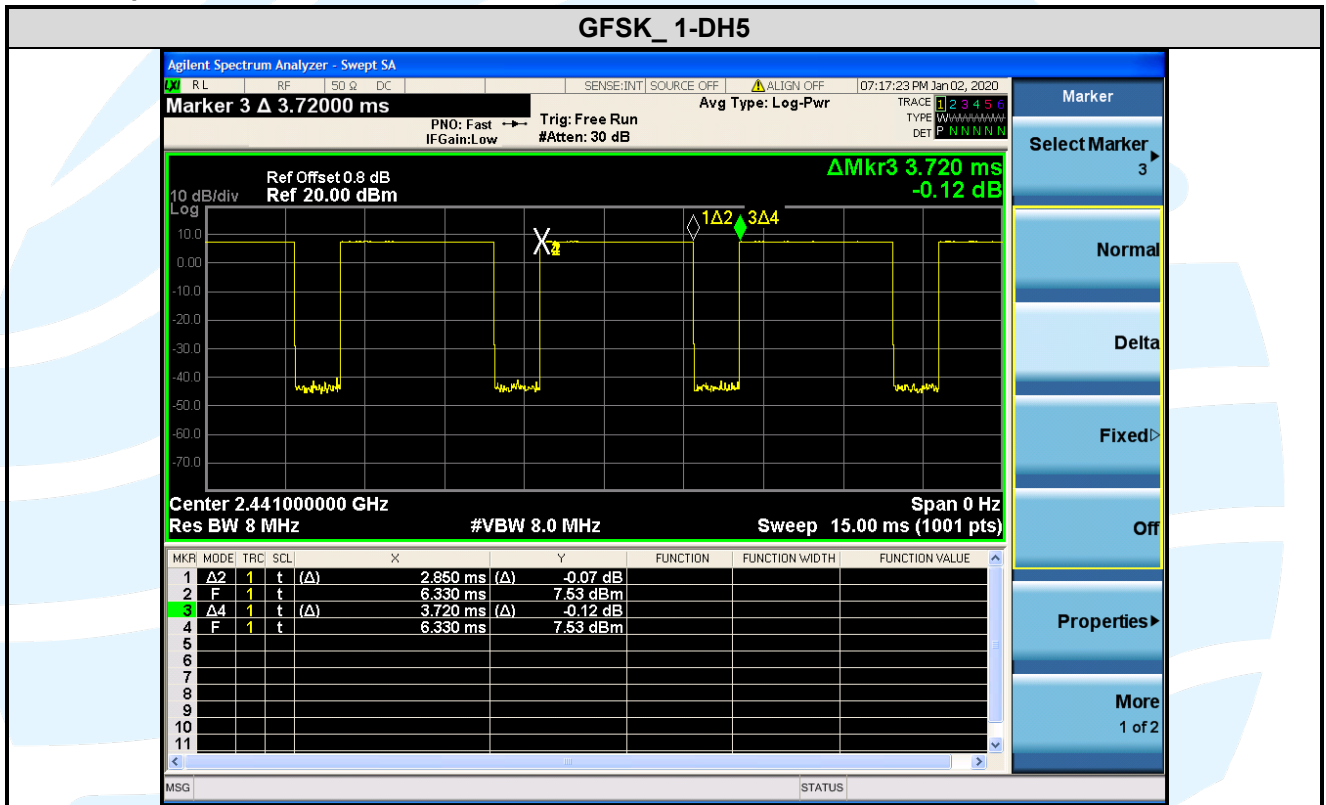 GFSK_ 1-DH5
Agilent Spectrum Analyzer - Swept SA
LXI RL RF 50 Ω DC SENSE:INT SOURCE OFF ALIGN OFF 07:17:23 PM Jan 02, 2020
Marker 3 Δ 3.72000 ms
PNO: Fast
IFGain:Low
Trig: Free Run
#Atten: 30 dB
Avg Type: Log-Pwr
TRACE 1 2 3 4 5 6
TYPE WWWWWW
DET P N N N N N
Marker
Select Marker
3
Normal
Delta
Fixed
Off
Properties
More
1 of 2
ΔMkr3 3.720 ms
-0.12 dB
Ref Offset 0.8 dB
10 dB/div Ref 20.00 dBm
Log
10.0
0.00
-10.0
-20.0
-30.0
-40.0
-50.0
-60.0
-70.0
1Δ2 3Δ4
Center 2.441000000 GHz Span 0 Hz
Res BW 8 MHz #VBW 8.0 MHz Sweep 15.00 ms (1001 pts)
MKR MODE TRC SCL X Y FUNCTION FUNCTION WIDTH FUNCTION VALUE
1 Δ2 1 t (Δ) 2.850 ms (Δ) -0.07 dB
2 F 1 t 6.330 ms 7.53 dBm
3 Δ4 1 t (Δ) 3.720 ms (Δ) -0.12 dB
4 F 1 t 6.330 ms 7.53 dBm
5
6
7
8
9
10
11
MSG STATUS